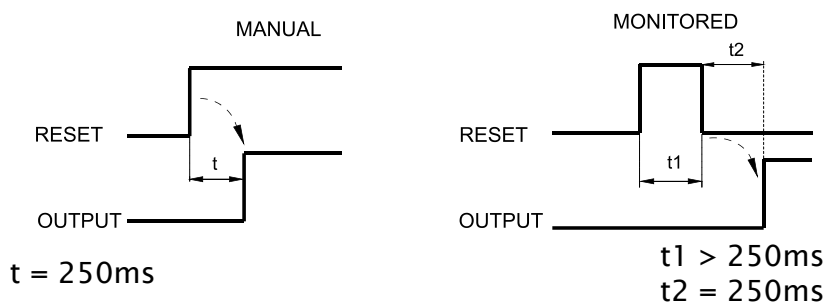 MANUAL
RESET
t
OUTPUT
t = 250ms
MONITORED
t2
RESET
t1
OUTPUT
t1 > 250ms
t2 = 250ms